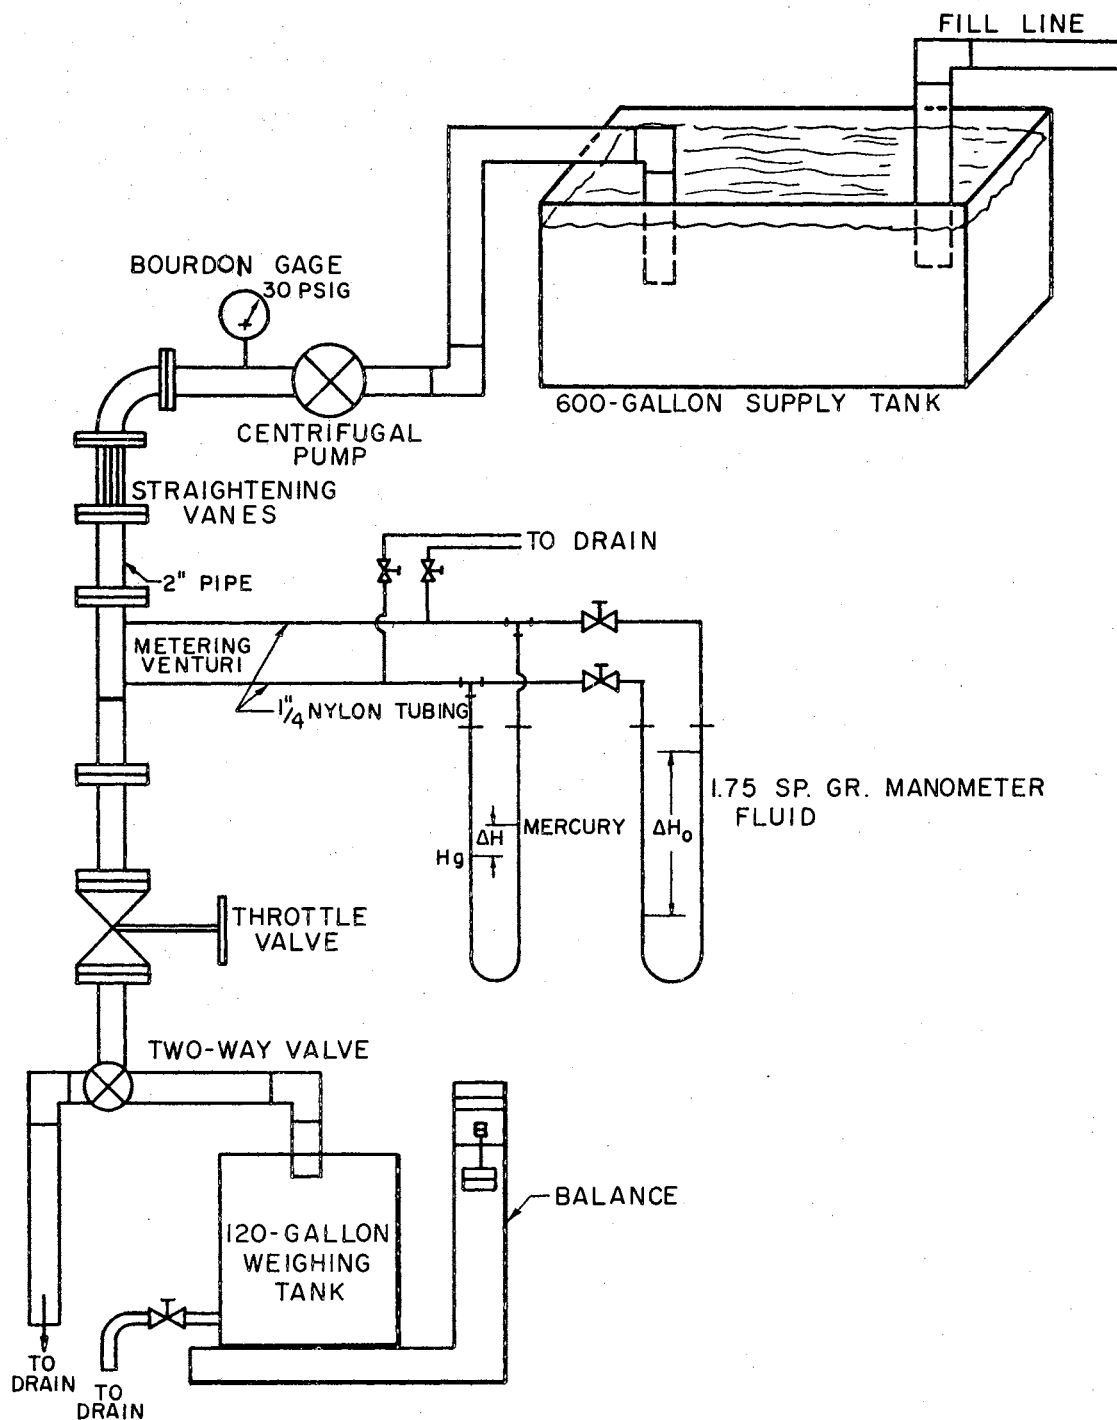 FILL LINE
BOURDON GAGE
30 PSIG
600-GALLON SUPPLY TANK
CENTRIFUGAL
PUMP
STRAIGHTENING
VANES
TO DRAIN
2" PIPE
METERING
VENTURI
1/4" NYLON TUBING
1.75 SP. GR. MANOMETER
FLUID
ΔH
MERCURY
ΔH₀
Hg
THROTTLE
VALVE
TWO-WAY VALVE
BALANCE
120-GALLON
WEIGHING
TANK
TO
DRAIN
TO
DRAIN